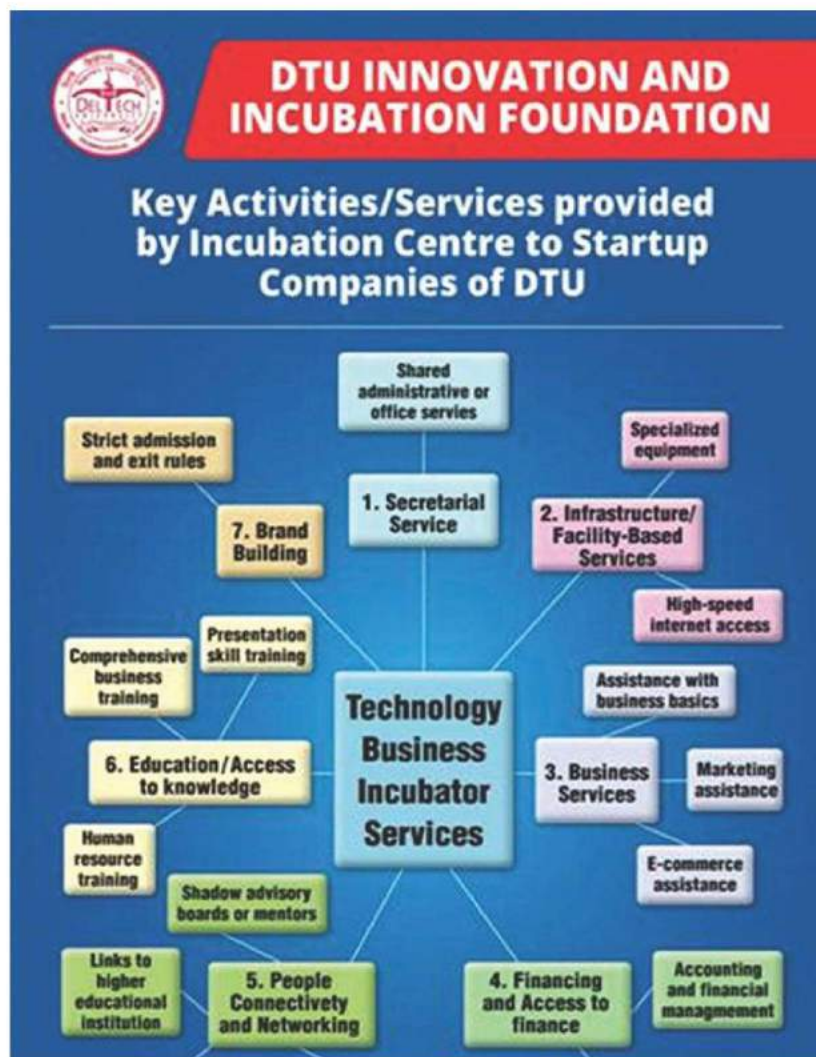 DELTECH
DTU INNOVATION AND
INCUBATION FOUNDATION
Key Activities/Services provided
by Incubation Centre to Startup
Companies of DTU
Shared
administrative or
office servies
1. Secretarial
Service
Specialized
equipment
2. Infrastructure/
Facility-Based
Services
High-speed
internet access
Strict admission
and exit rules
7. Brand
Building
Technology
Business
Incubator
Services
Assistance with
business basics
3. Business
Services
Marketing
assistance
E-commerce
assistance
Presentation
skill training
Comprehensive
business
training
6. Education/Access
to knowledge
Human
resource
training
Shadow advisory
boards or mentors
Links to
higher
educational
institution
5. People
Connectivety
and Networking
4. Financing
and Access to
finance
Accounting
and financial
managmement